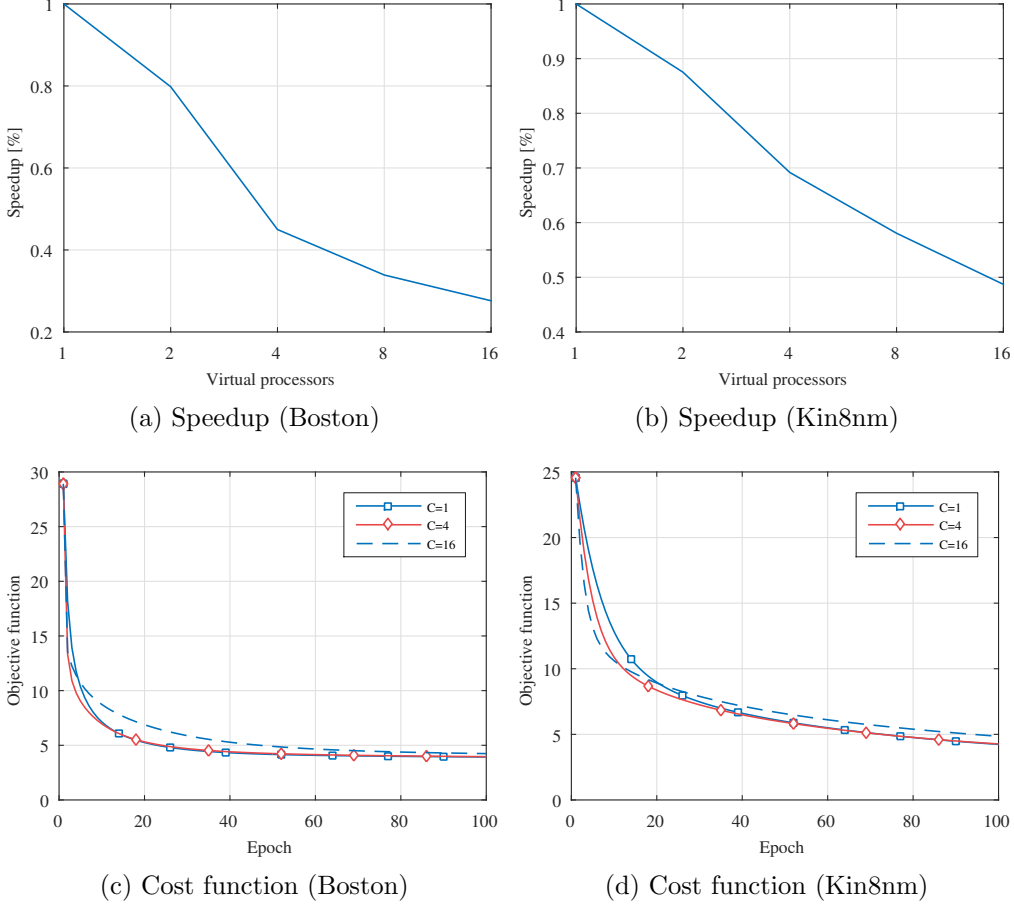 1
0.8
0.6
0.4
0.2
Speedup [%]
1 2 4 8 16
Virtual processors
(a) Speedup (Boston)
1
0.9
0.8
0.7
0.6
0.5
0.4
Speedup [%]
1 2 4 8 16
Virtual processors
(b) Speedup (Kin8nm)
30
25
20
15
10
5
0
Objective function
C=1
C=4
C=16
0 20 40 60 80 100
Epoch
(c) Cost function (Boston)
25
20
15
10
5
0
Objective function
C=1
C=4
C=16
0 20 40 60 80 100
Epoch
(d) Cost function (Kin8nm)